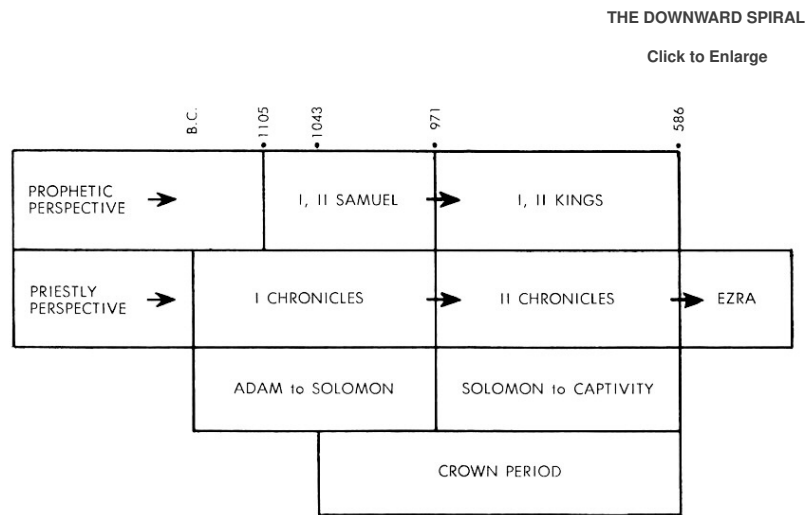 THE DOWNWARD SPIRAL
Click to Enlarge
B.C.
1105
1043
971
586
PROPHETIC
PERSPECTIVE
I, II SAMUEL
I, II KINGS
PRIESTLY
PERSPECTIVE
I CHRONICLES
II CHRONICLES
EZRA
ADAM to SOLOMON
SOLOMON to CAPTIVITY
CROWN PERIOD